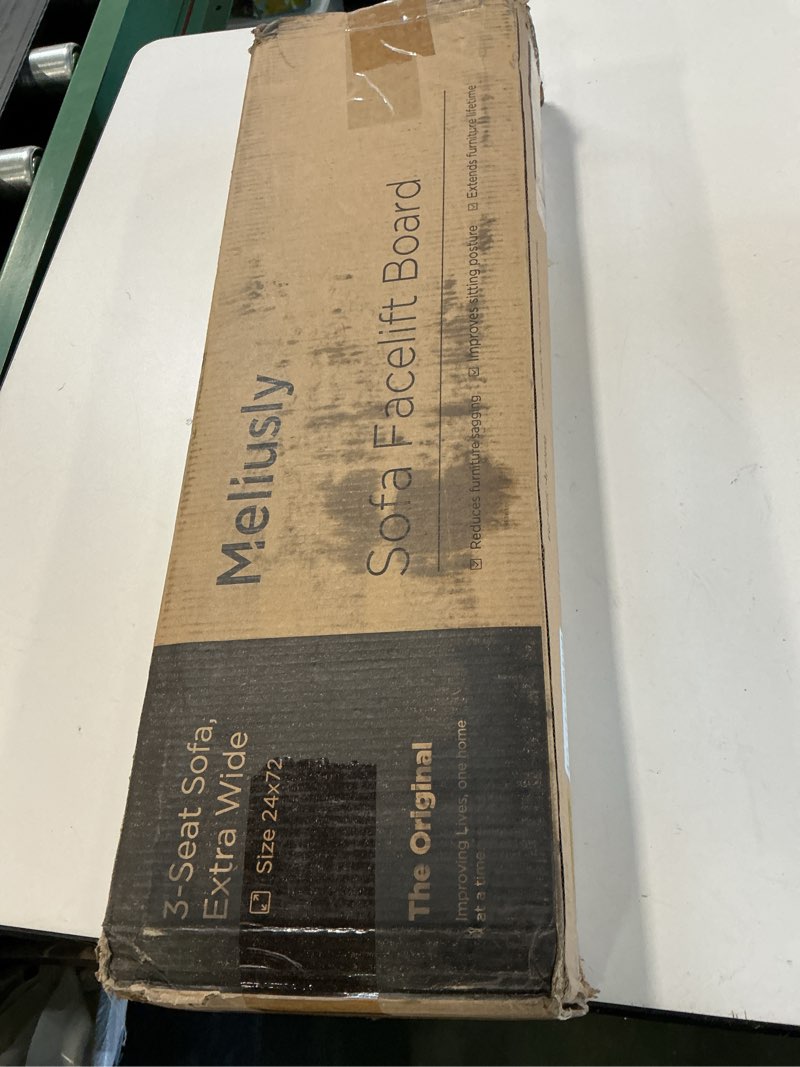 Meliusly
Sofa Facelift Board
☑ Reduces furniture sagging ☑ Improves sitting posture ☑ Extends furniture lifetime
3-Seat Sofa,
Extra Wide
Size 24x72
The Original
Improving Lives, one home
at a time